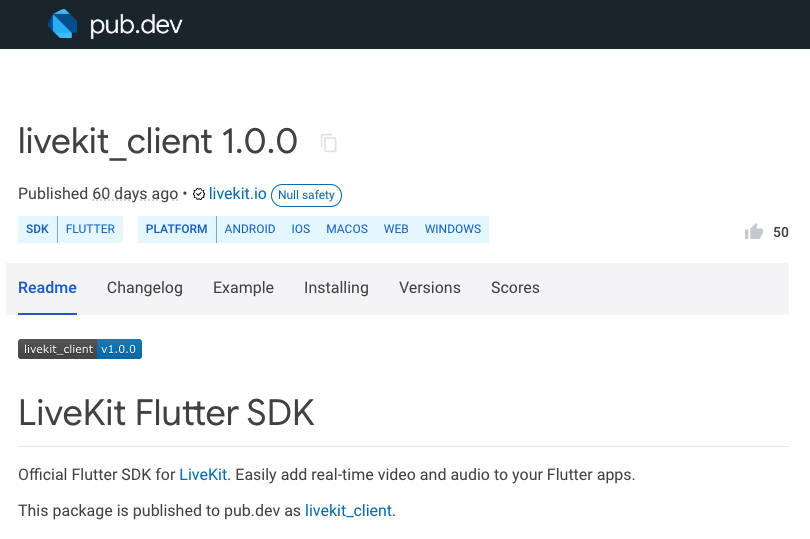 pub.dev
livekit_client 1.0.0
Published 60 days ago • livekit.io Null safety
SDK FLUTTER PLATFORM ANDROID IOS MACOS WEB WINDOWS
50
Readme Changelog Example Installing Versions Scores
livekit_client v1.0.0
LiveKit Flutter SDK
Official Flutter SDK for LiveKit. Easily add real-time video and audio to your Flutter apps.
This package is published to pub.dev as livekit_client.